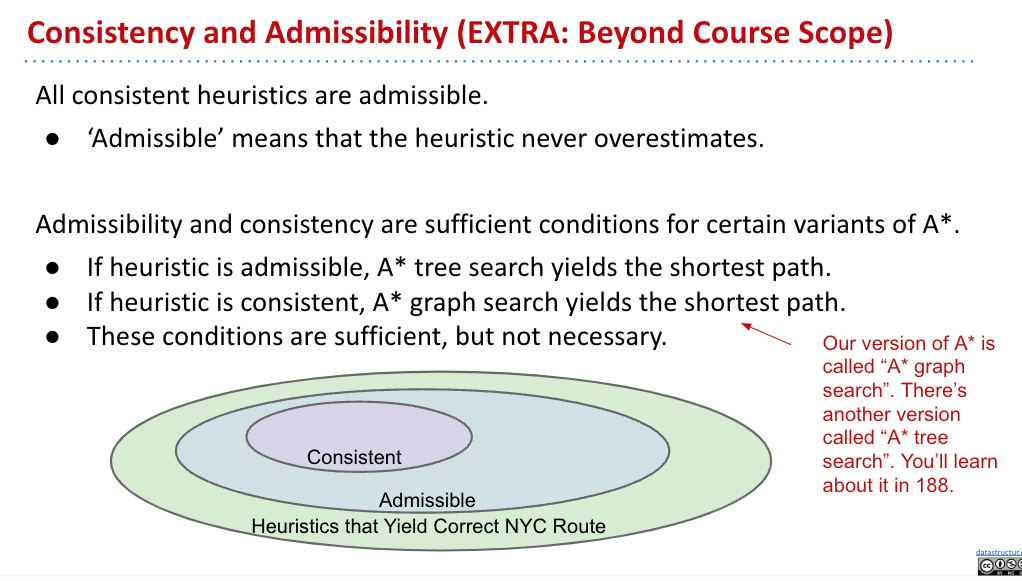 Consistency and Admissibility (EXTRA: Beyond Course Scope)
All consistent heuristics are admissible.
● ‘Admissible’ means that the heuristic never overestimates.
Admissibility and consistency are sufficient conditions for certain variants of A*.
● If heuristic is admissible, A* tree search yields the shortest path.
● If heuristic is consistent, A* graph search yields the shortest path.
● These conditions are sufficient, but not necessary.
Our version of A* is
called “A* graph
search”. There’s
another version
called “A* tree
search”. You’ll learn
about it in 188.
Consistent
Admissible
Heuristics that Yield Correct NYC Route